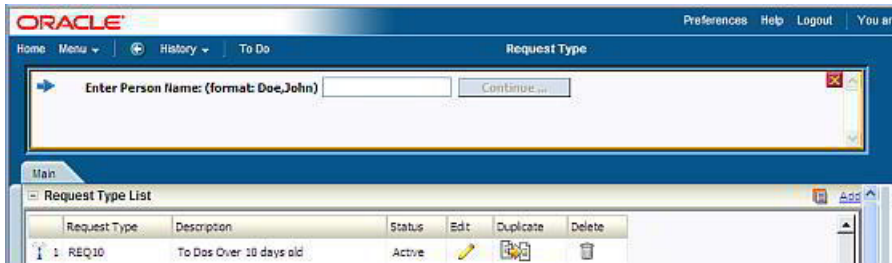 ORACLE
Preferences Help Logout You ar
Home Menu History To Do Request Type
Enter Person Name: (format: Doe,John) Continue ...
Main
Request Type List Add
Request Type Description Status Edit Duplicate Delete
1 REQ10 To Dos Over 10 days old Active